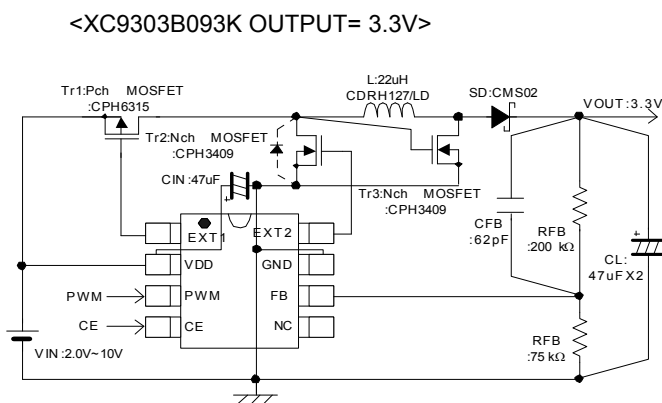 <XC9303B093K OUTPUT= 3.3V>
Tr1:Pch MOSFET
:CPH6315
L:22uH
CDRH127/LD
SD:CMS02
VOUT:3.3V
Tr2:Nch MOSFET
:CPH3409
CIN:47uF
+
Tr3:Nch MOSFET
:CPH3409
CFB
:62pF
RFB
:200 kΩ
+
CL:
47uFX2
EXT1
EXT2
VDD
GND
PWM
PWM
FB
CE
CE
NC
VIN:2.0V~10V
RFB
:75 kΩ